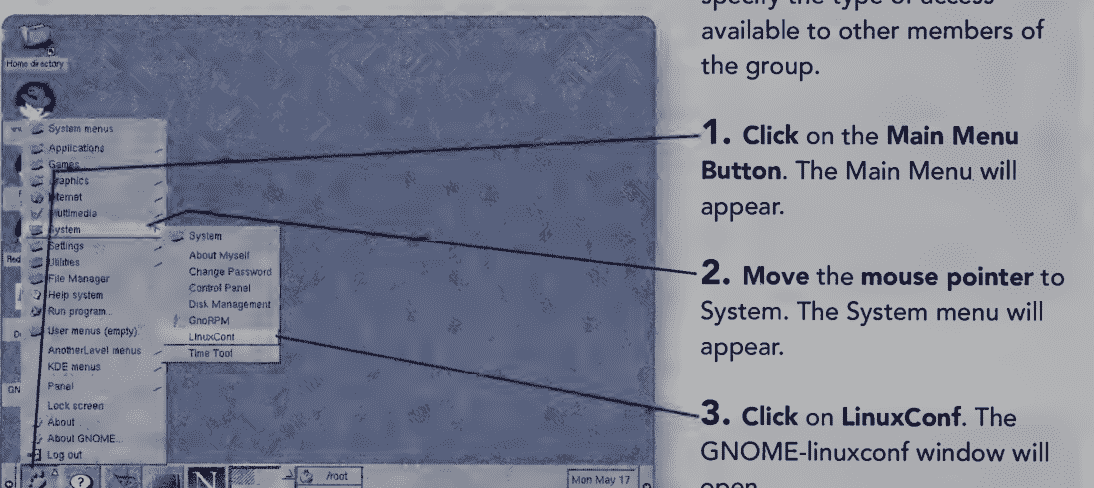 specify the type of access
available to other members of
the group.
1. Click on the Main Menu
Button. The Main Menu will
appear.
2. Move the mouse pointer to
System. The System menu will
appear.
3. Click on LinuxConf. The
GNOME-linuxconf window will
open.
Home directory
System menus
Applications
Games
Graphics
Internet
Multimedia
System
Settings
Utilities
File Manager
Help system
Run program...
User menus (empty)
AnotherLevel menus
KDE menus
Panel
Lock screen
About
About GNOME...
Log out
System
About Myself
Change Password
Control Panel
Disk Management
GnoRPM
LinuxConf
Time Tool
Red
GN
?
N
/root
Mon May 17